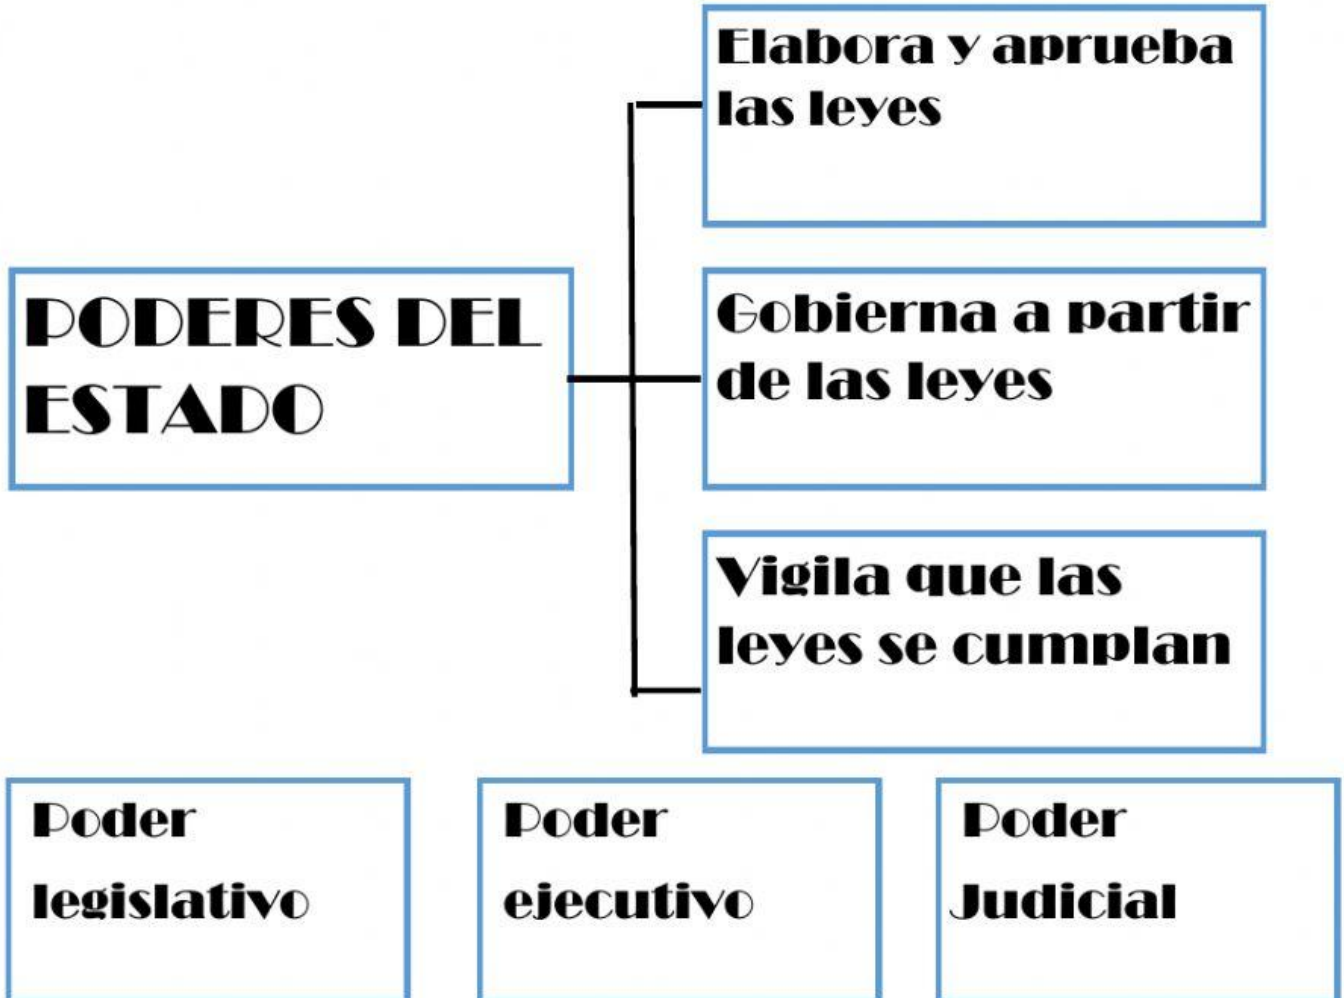 Elabora y aprueba
las leyes
PODERES DEL
ESTADO
Gobierna a partir
de las leyes
Vigila que las
leyes se cumplan
Poder
legislativo
Poder
ejecutivo
Poder
Judicial